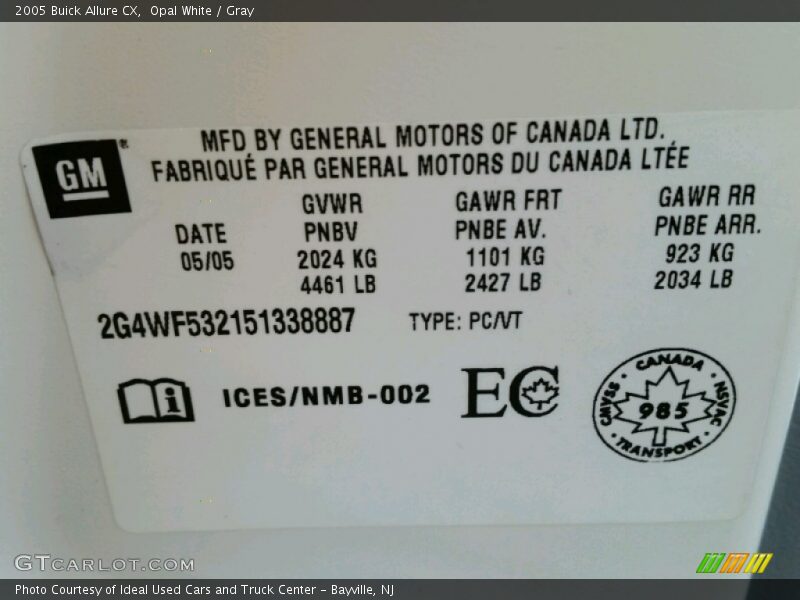 2005 Buick Allure CX,  Opal White / Gray
MFD BY GENERAL MOTORS OF CANADA LTD.
FABRIQUÉ PAR GENERAL MOTORS DU CANADA LTÉE
GM®
GVWR GAWR FRT GAWR RR
DATE PNBV PNBE AV. PNBE ARR.
05/05 2024 KG 1101 KG 923 KG
4461 LB 2427 LB 2034 LB
2G4WF532151338887 TYPE: PC/VT
i ICES/NMB-002 EC
CANADA
CMVSS 985 NSVAC
TRANSPORT
GTCARLOT.COM
Photo Courtesy of Ideal Used Cars and Truck Center – Bayville, NJ